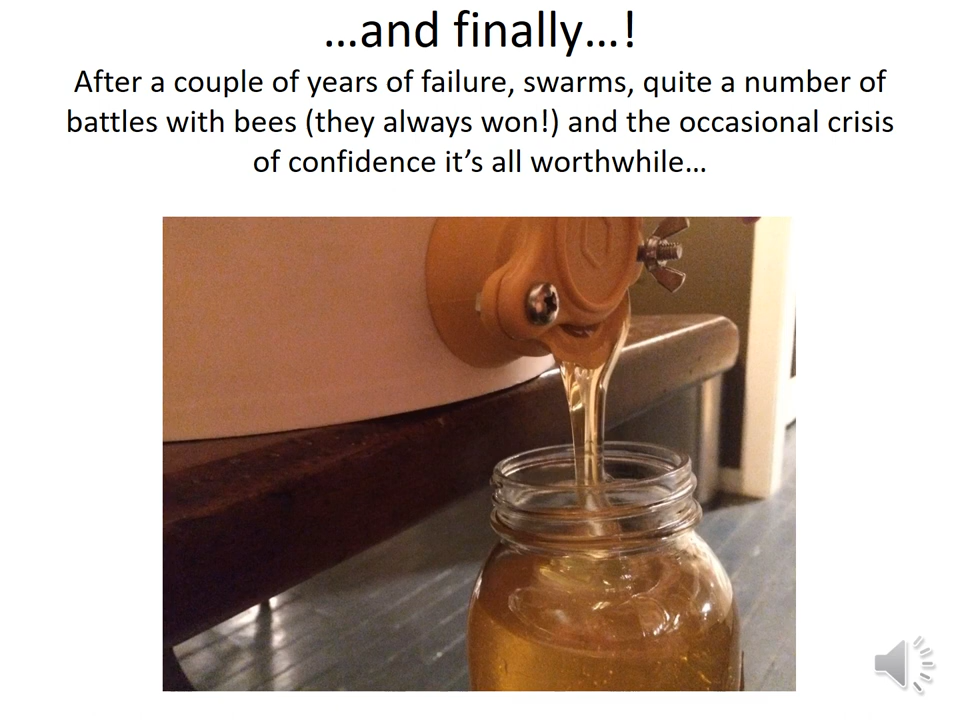 …and finally…!
After a couple of years of failure, swarms, quite a number of
battles with bees (they always won!) and the occasional crisis
of confidence it’s all worthwhile…